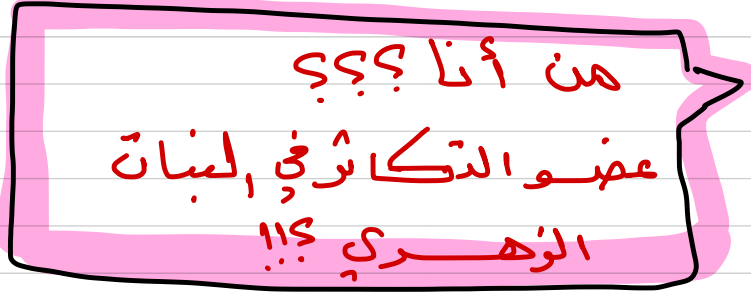 من أنا ؟؟؟
عضو التكاثر في النبات
الزهري ؟!!